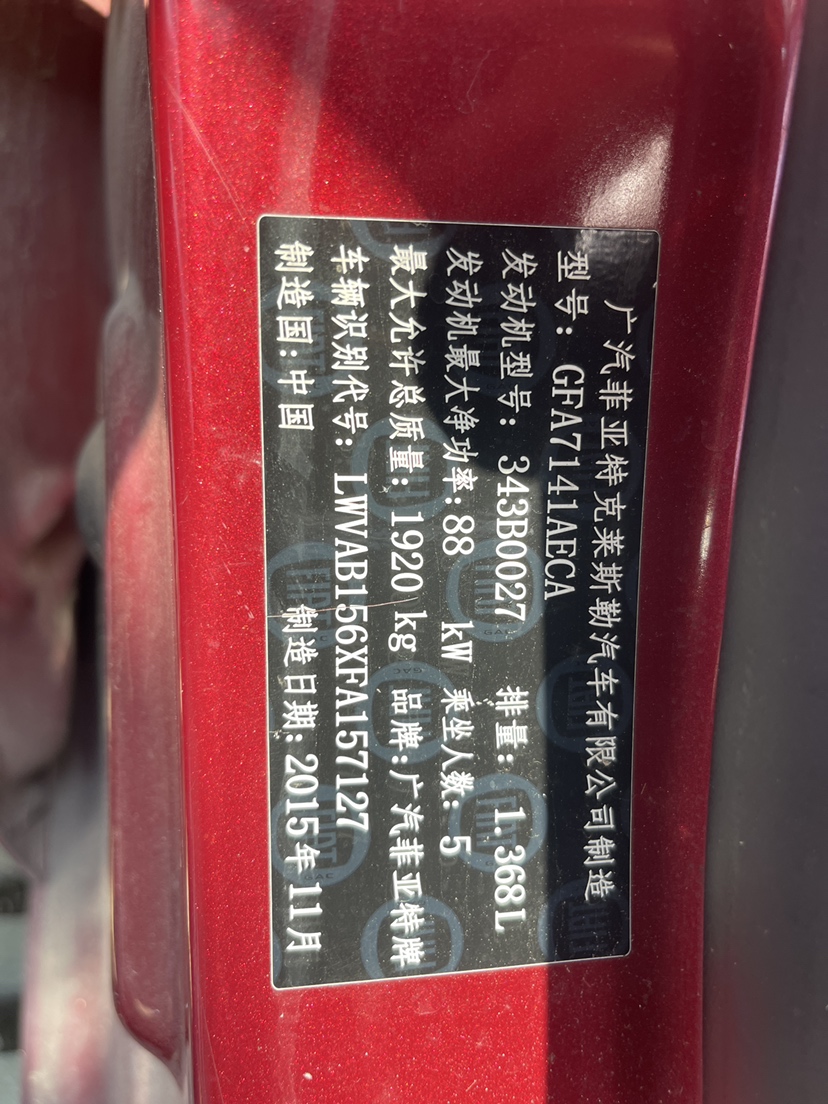 广汽菲亚特克莱斯勒汽车有限公司制造
型号: GFA7141AECA
发动机型号: 343B0027 排量: 1.368L
发动机最大净功率:88 kW 乘坐人数: 5
最大允许总质量:1920 kg 品牌:广汽菲亚特牌
车辆识别代号: LWVAB156XFA157127
制造国:中国 制造日期: 2015年11月